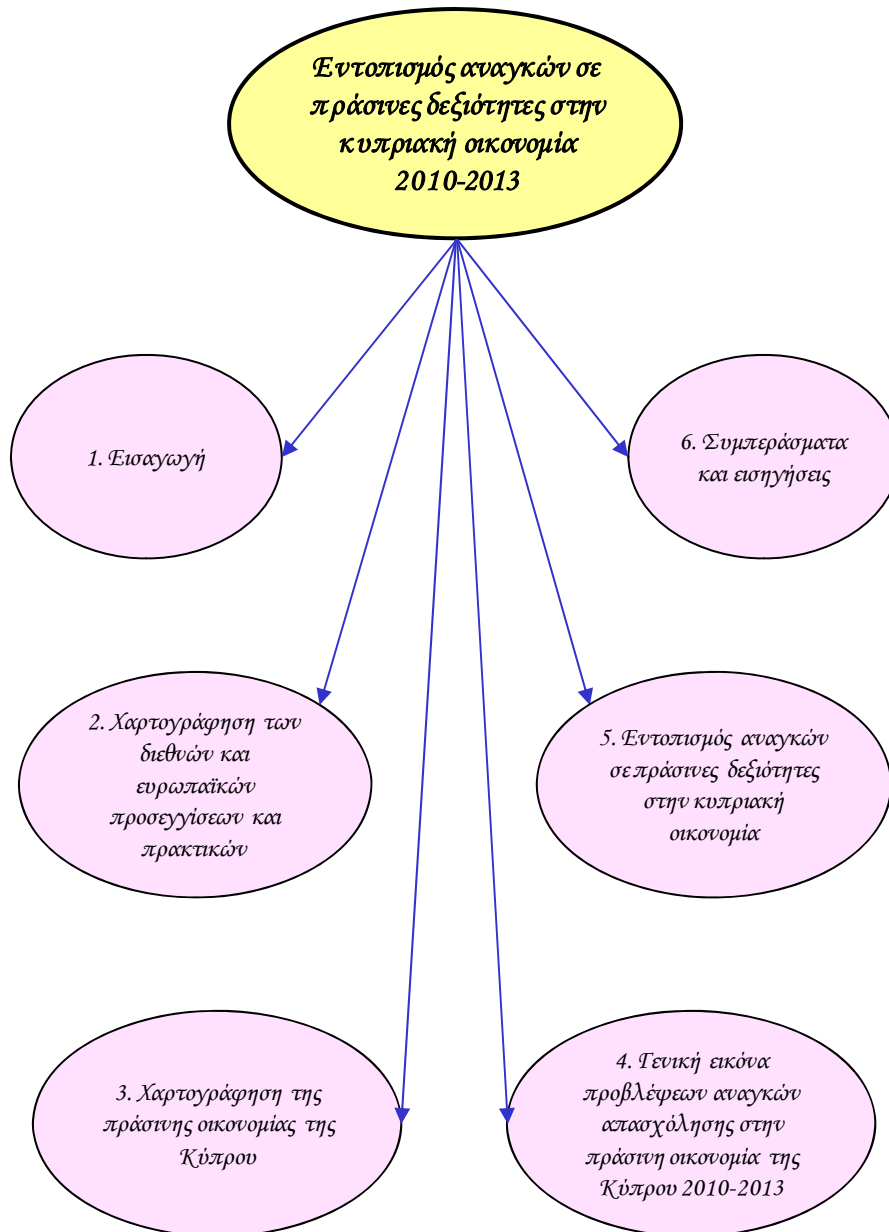 Εντοπισμός αναγκών σε
πράσινες δεξιότητες στην
κυπριακή οικονομία
2010-2013
1. Εισαγωγή
6. Συμπεράσματα
και εισηγήσεις
2. Χαρτογράφηση των
διεθνών και
ευρωπαϊκών
προσεγγίσεων και
πρακτικών
5. Εντοπισμός αναγκών
σε πράσινες δεξιότητες
στην κυπριακή
οικονομία
3. Χαρτογράφηση της
πράσινης οικονομίας της
Κύπρου
4. Γενική εικόνα
προβλέψεων αναγκών
απασχόλησης στην
πράσινη οικονομία της
Κύπρου 2010-2013